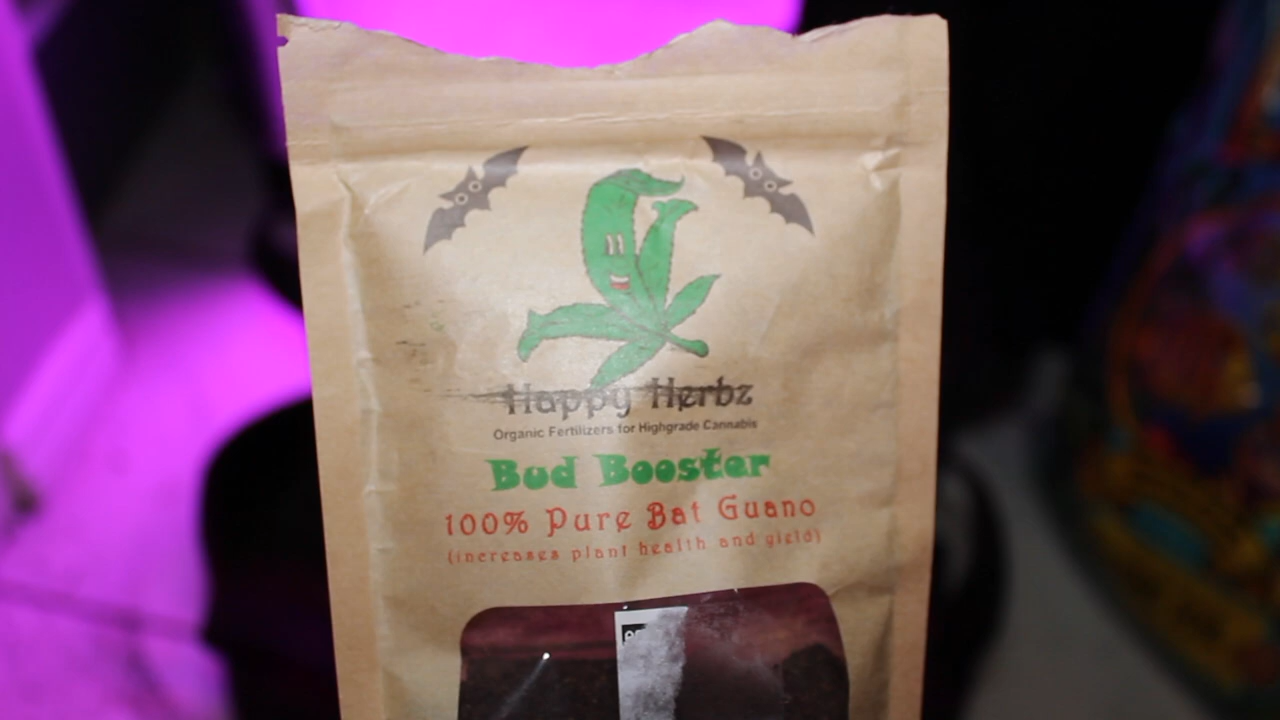 Happy Herbz
Organic Fertilizers for Highgrade Cannabis
Bud Booster
100% Pure Bat Guano
(increases plant health and yield)